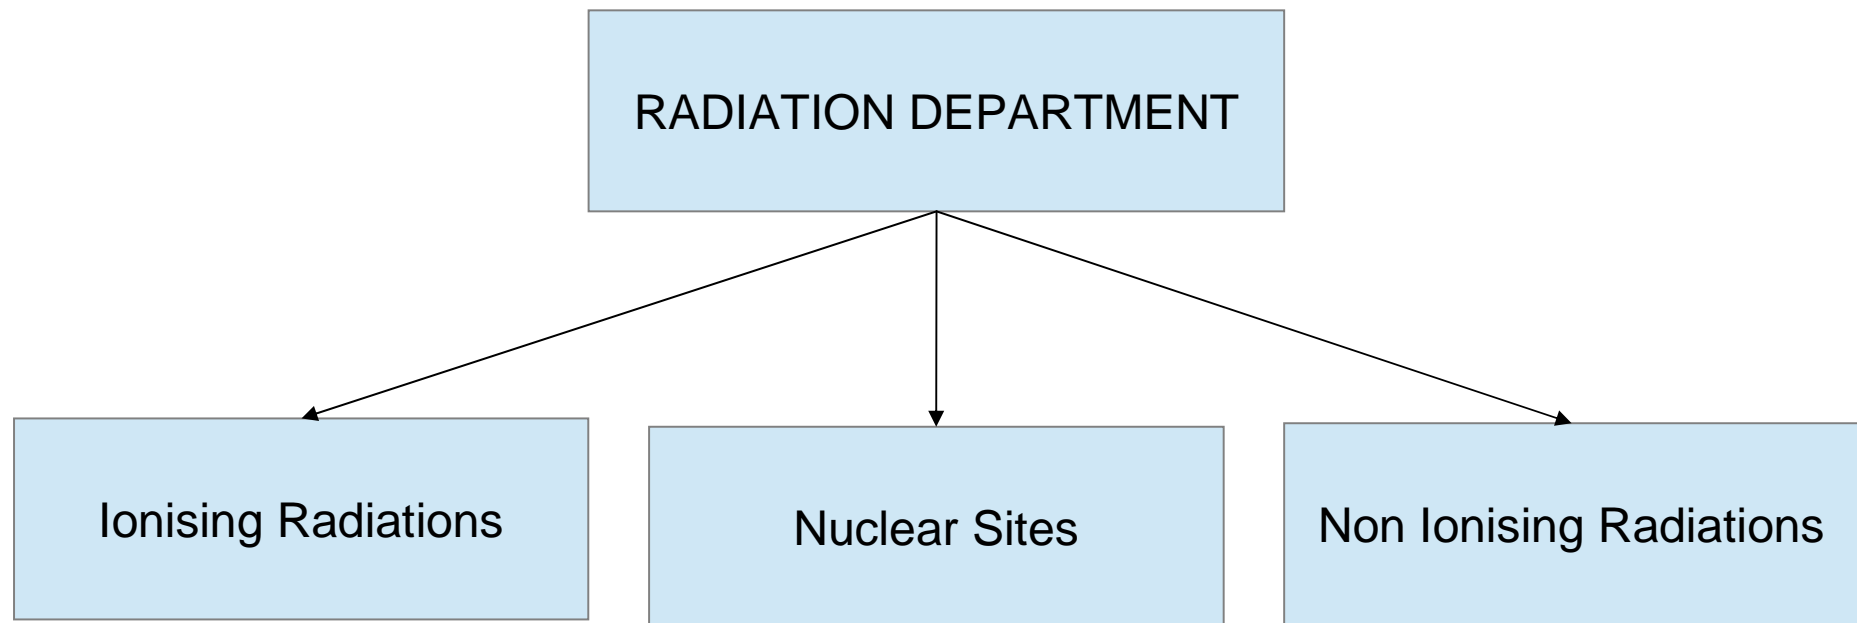 RADIATION DEPARTMENT
Ionising Radiations
Nuclear Sites
Non Ionising Radiations